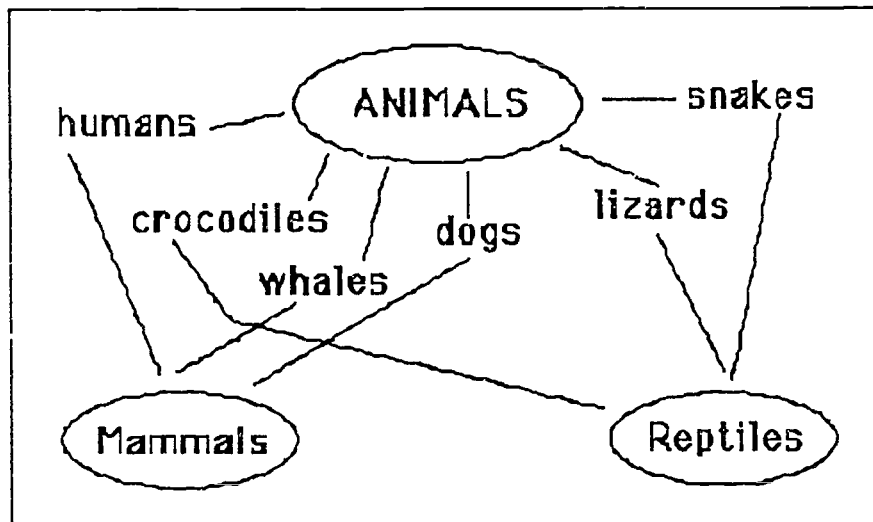 ANIMALS
snakes
humans
crocodiles
dogs
lizards
whales
Mammals
Reptiles